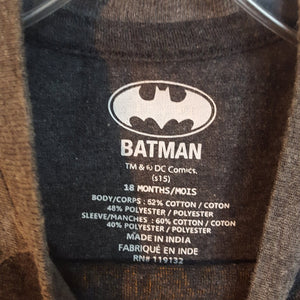 BATMAN
TM & © DC Comics.
(s15)
18 MONTHS/MOIS
BODY/CORPS : 52% COTTON / COTON
48% POLYESTER / POLYESTER
SLEEVE/MANCHES : 60% COTTON / COTON
40% POLYESTER / POLYESTER
MADE IN INDIA
FABRIQUÉ EN INDE
RN# 119132